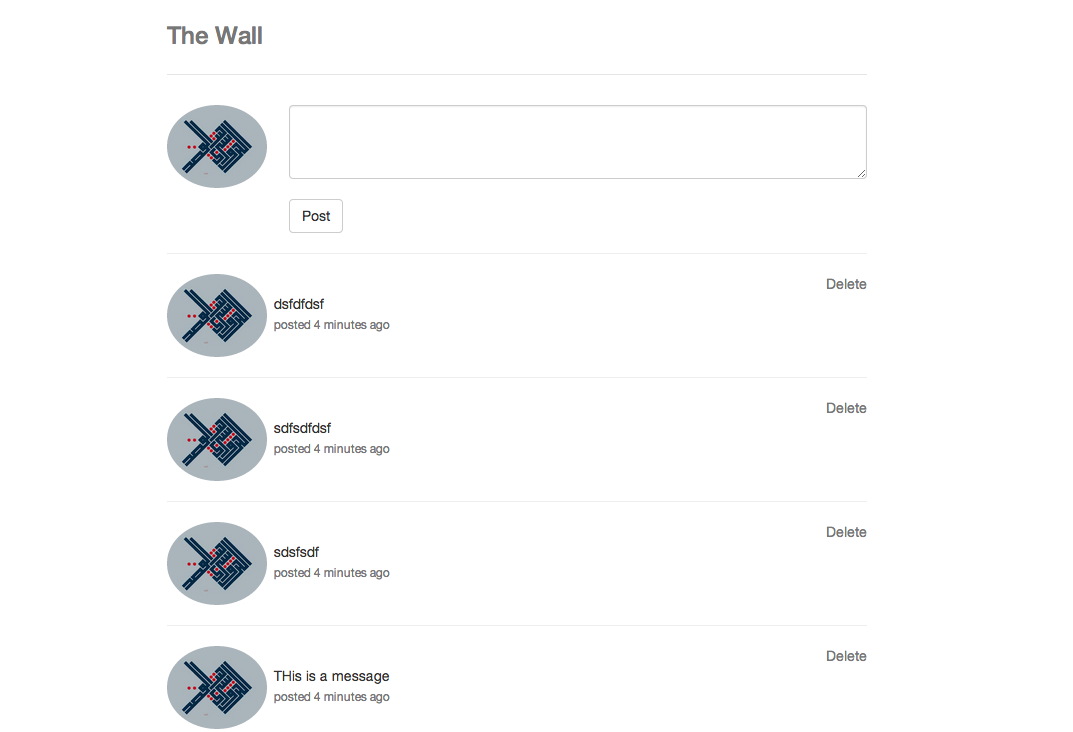 The Wall
Post
Delete
dsfdfdsf
posted 4 minutes ago
Delete
sdfsdfdsf
posted 4 minutes ago
Delete
sdsfsdf
posted 4 minutes ago
Delete
THis is a message
posted 4 minutes ago